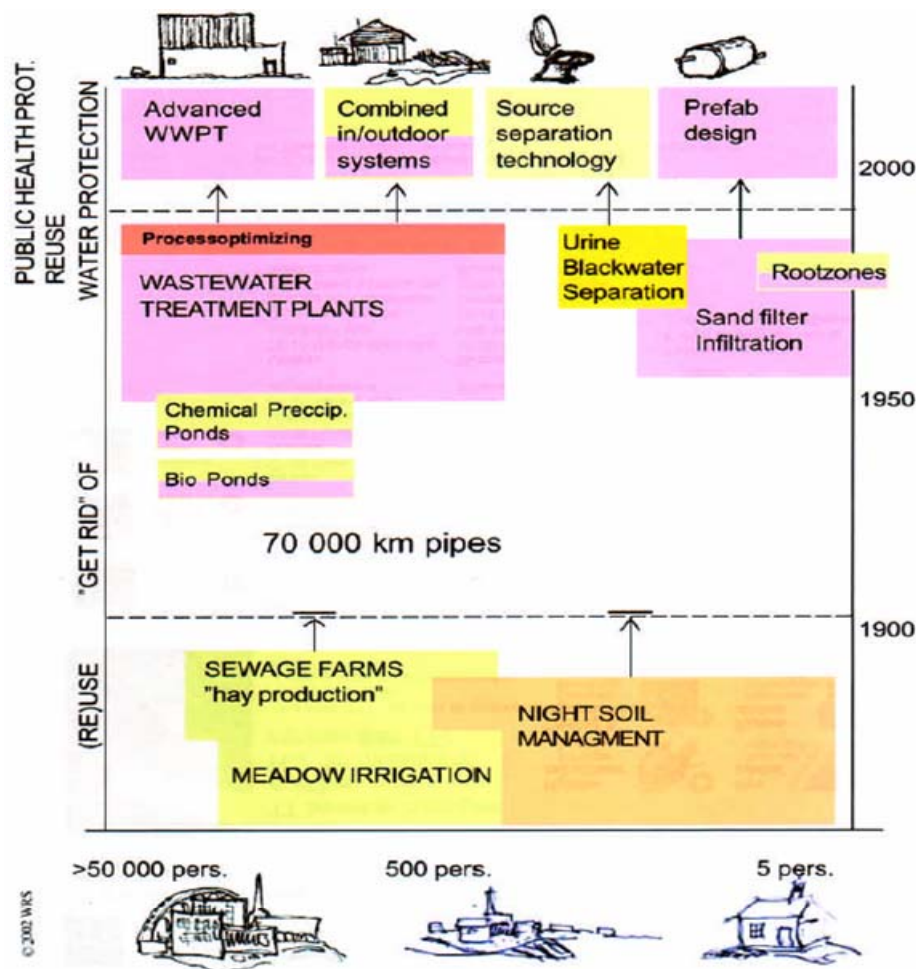 PUBLIC HEALTH PROT.
REUSE
WATER PROTECTION
"GET RID" OF
(RE)USE
Advanced
WWPT
Combined
in/outdoor
systems
Source
separation
technology
Prefab
design
2000
Processoptimizing
WASTEWATER
TREATMENT PLANTS
Urine
Blackwater
Separation
Rootzones
Sand filter
Infiltration
1950
Chemical Preccip.
Ponds
Bio Ponds
70 000 km pipes
1900
SEWAGE FARMS
"hay production"
NIGHT SOIL
MANAGMENT
MEADOW IRRIGATION
>50 000 pers.
500 pers.
5 pers.
©2002 WRS